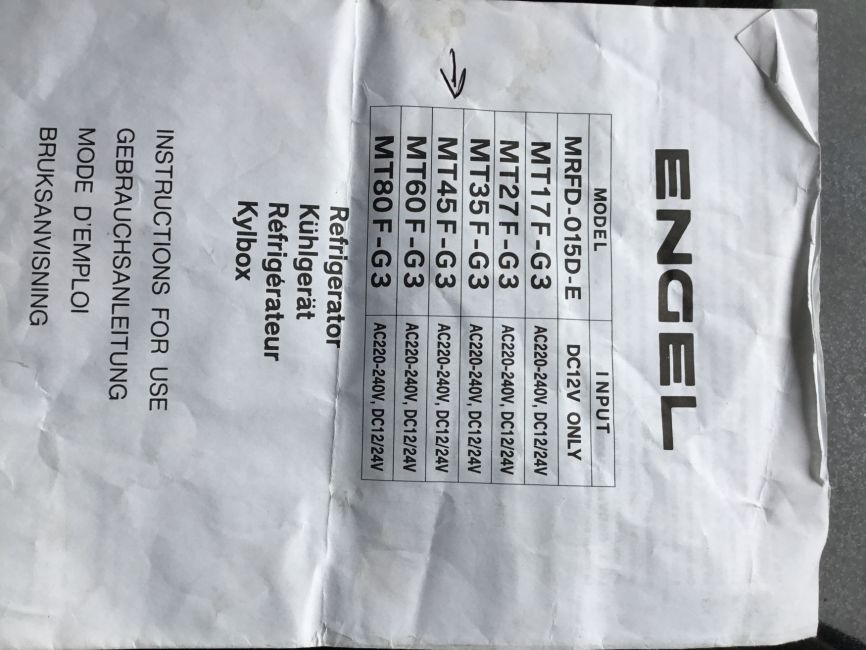 ENGEL
MODEL INPUT
MRFD-015D-E DC12V ONLY
MT17F-G3 AC220-240V, DC12/24V
MT27F-G3 AC220-240V, DC12/24V
MT35F-G3 AC220-240V, DC12/24V
MT45F-G3 AC220-240V, DC12/24V
MT60F-G3 AC220-240V, DC12/24V
MT80F-G3 AC220-240V, DC12/24V
Refrigerator
Kühlgerät
Réfrigérateur
Kylbox
INSTRUCTIONS FOR USE
GEBRAUCHSANLEITUNG
MODE D'EMPLOI
BRUKSANVISNING